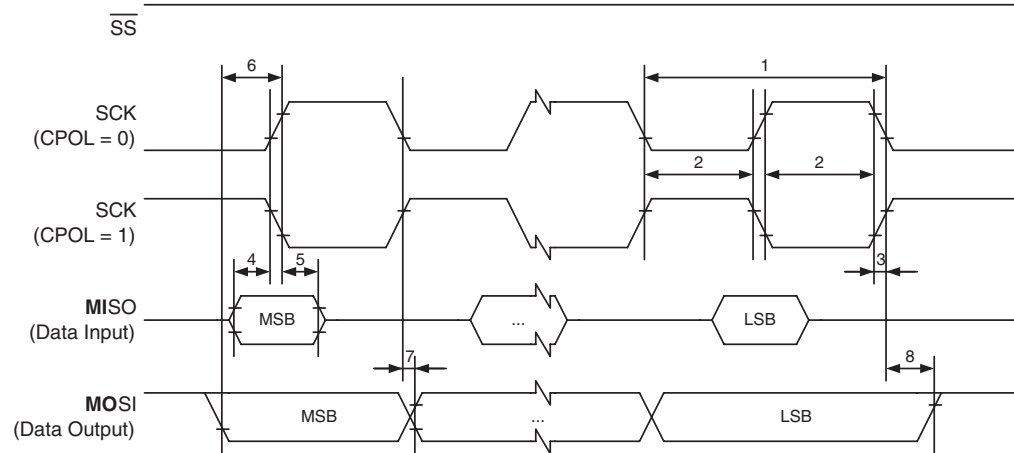 SS
6
1
SCK
(CPOL = 0)
2
2
SCK
(CPOL = 1)
4
5
3
MISO
(Data Input)
MSB
...
LSB
7
8
MOSI
(Data Output)
MSB
...
LSB